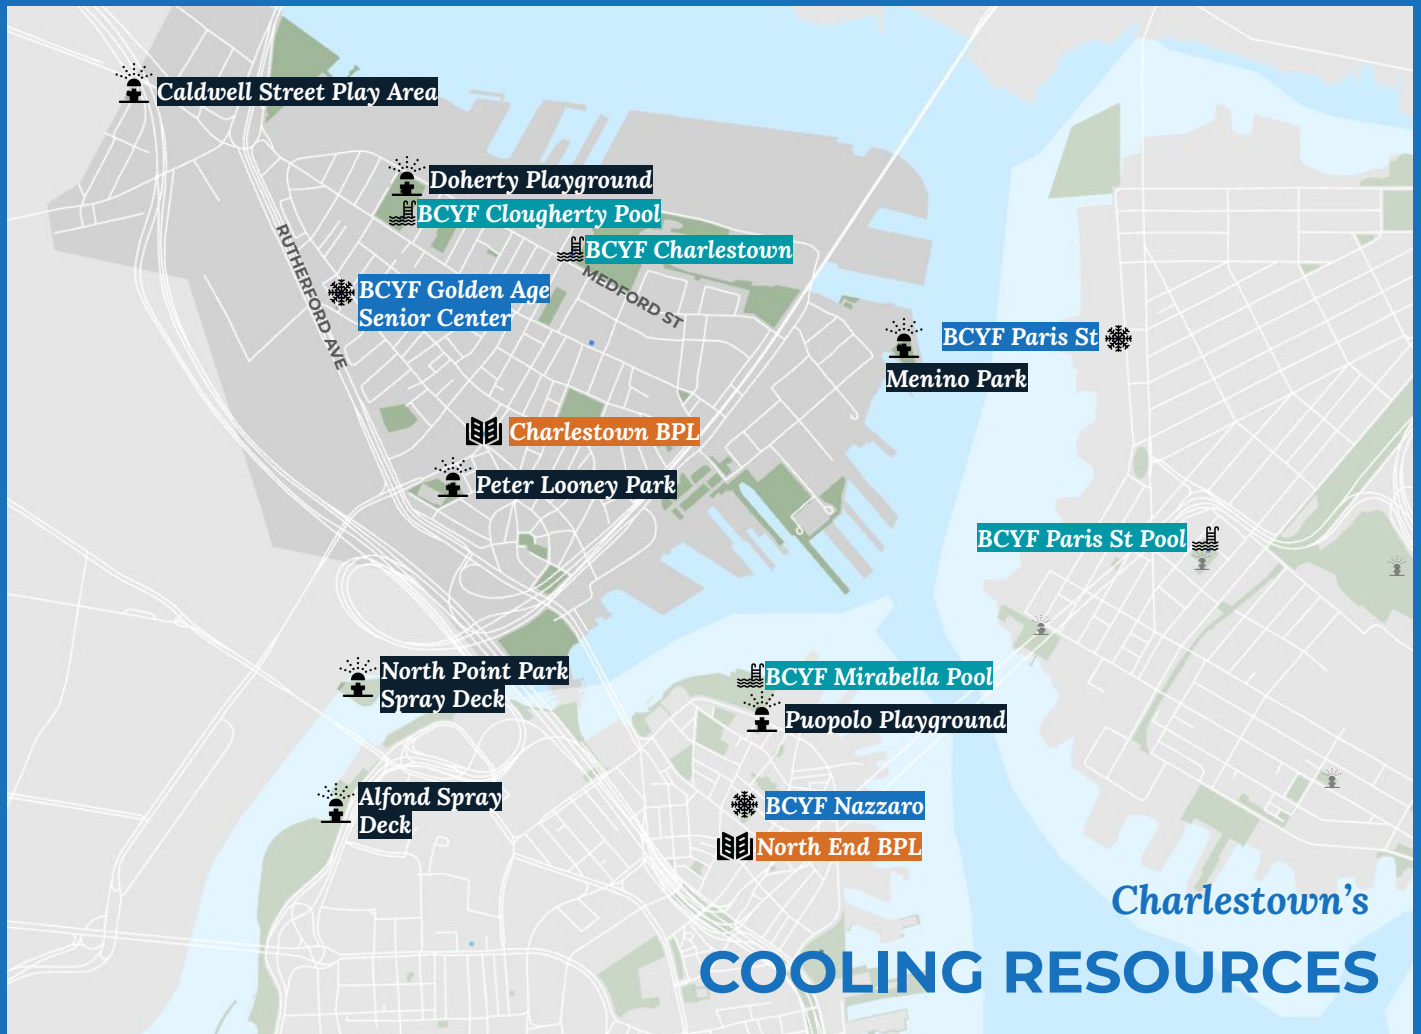 Caldwell Street Play Area
Doherty Playground
BCYF Clougherty Pool
BCYF Charlestown
RUTHERFORD AVE
BCYF Golden Age
Senior Center
MEDFORD ST
BCYF Paris St
Menino Park
Charlestown BPL
Peter Looney Park
BCYF Paris St Pool
North Point Park
Spray Deck
BCYF Mirabella Pool
Puopolo Playground
Alfond Spray
Deck
BCYF Nazzaro
North End BPL
Charlestown’s
COOLING RESOURCES